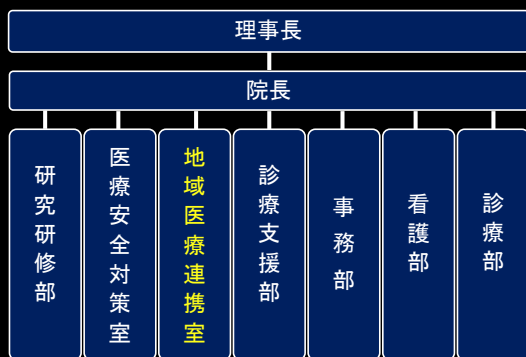 理事長
院長
研究研修部
医療安全対策室
地域医療連携室
診療支援部
事務部
看護部
診療部